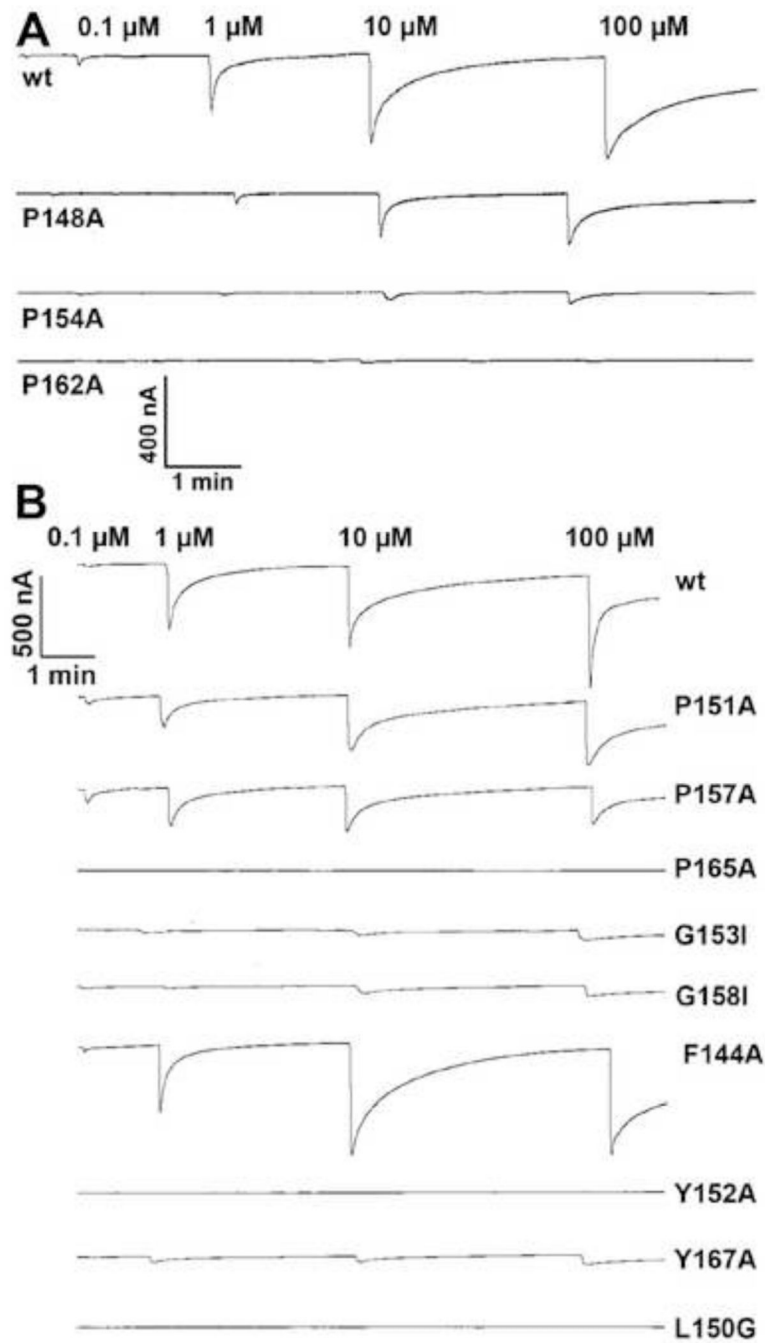 A
0.1 µM 1 µM 10 µM 100 µM
wt
P148A
P154A
P162A
400 nA
1 min
B
0.1 µM 1 µM 10 µM 100 µM
500 nA
1 min
wt
P151A
P157A
P165A
G153I
G158I
F144A
Y152A
Y167A
L150G